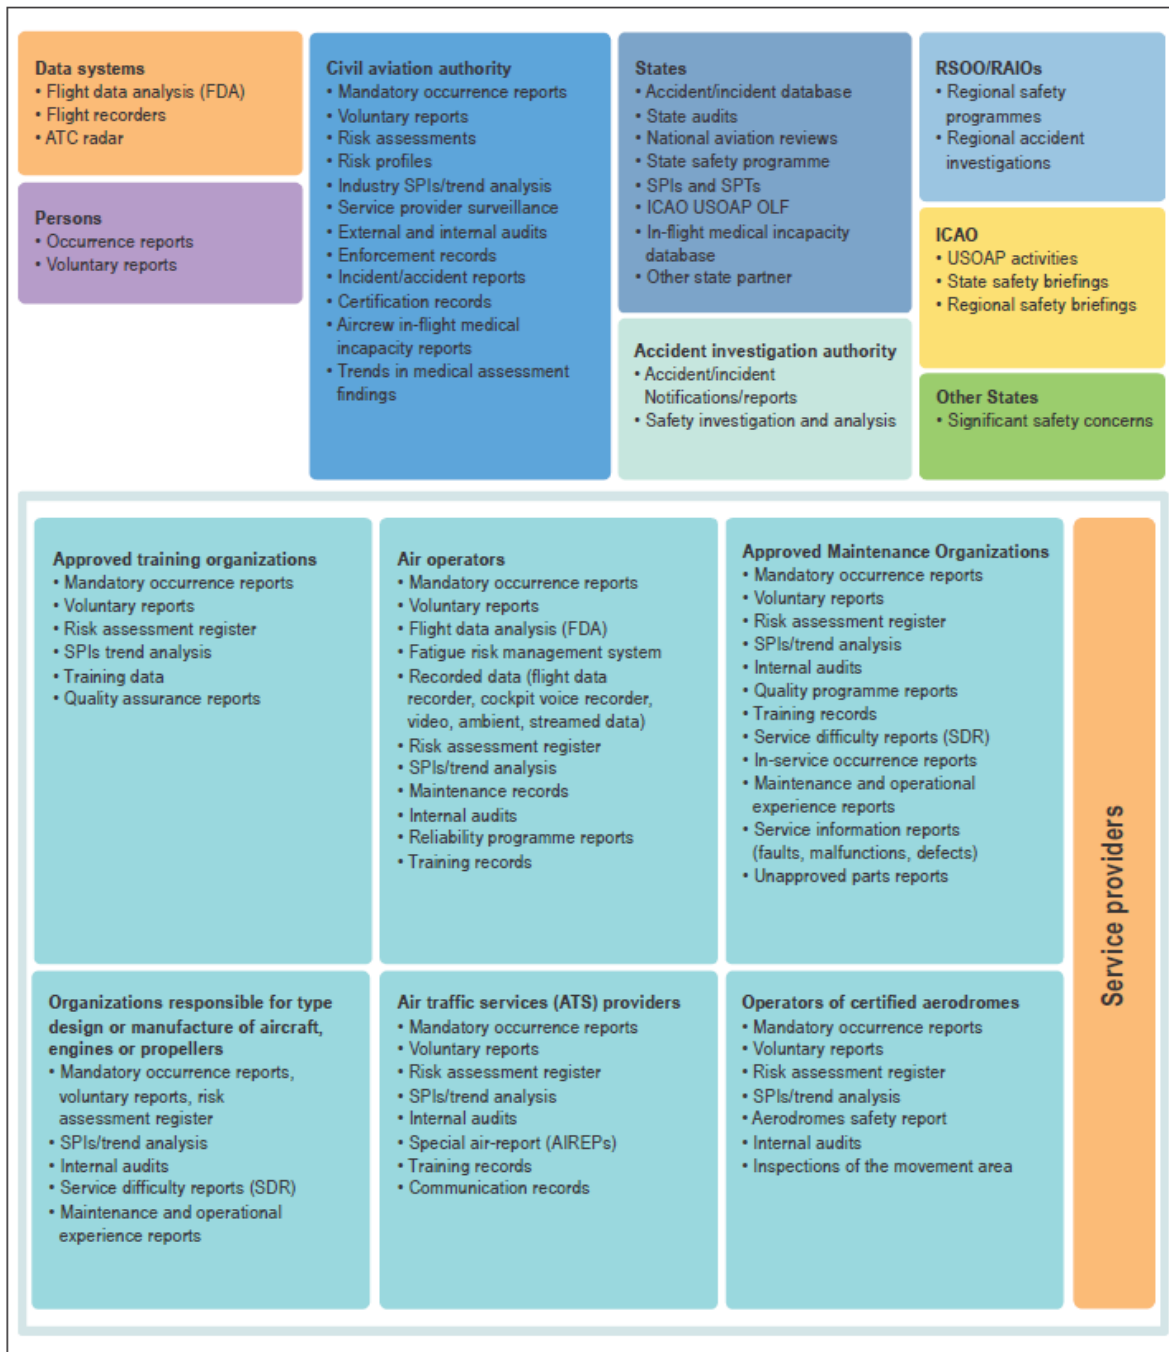 Data systems
• Flight data analysis (FDA)
• Flight recorders
• ATC radar
Persons
• Occurrence reports
• Voluntary reports
Civil aviation authority
• Mandatory occurrence reports
• Voluntary reports
• Risk assessments
• Risk profiles
• Industry SPIs/trend analysis
• Service provider surveillance
• External and internal audits
• Enforcement records
• Incident/accident reports
• Certification records
• Aircrew in-flight medical
incapacity reports
• Trends in medical assessment
findings
States
• Accident/incident database
• State audits
• National aviation reviews
• State safety programme
• SPIs and SPTs
• ICAO USOAP OLF
• In-flight medical incapacity
database
• Other state partner
Accident investigation authority
• Accident/incident
Notifications/reports
• Safety investigation and analysis
RSOO/RAIOs
• Regional safety
programmes
• Regional accident
investigations
ICAO
• USOAP activities
• State safety briefings
• Regional safety briefings
Other States
• Significant safety concerns
Approved training organizations
• Mandatory occurrence reports
• Voluntary reports
• Risk assessment register
• SPIs trend analysis
• Training data
• Quality assurance reports
Air operators
• Mandatory occurrence reports
• Voluntary reports
• Flight data analysis (FDA)
• Fatigue risk management system
• Recorded data (flight data
recorder, cockpit voice recorder,
video, ambient, streamed data)
• Risk assessment register
• SPIs/trend analysis
• Maintenance records
• Internal audits
• Reliability programme reports
• Training records
Approved Maintenance Organizations
• Mandatory occurrence reports
• Voluntary reports
• Risk assessment register
• SPIs/trend analysis
• Internal audits
• Quality programme reports
• Training records
• Service difficulty reports (SDR)
• In-service occurrence reports
• Maintenance and operational
experience reports
• Service information reports
(faults, malfunctions, defects)
• Unapproved parts reports
Organizations responsible for type
design or manufacture of aircraft,
engines or propellers
• Mandatory occurrence reports,
voluntary reports, risk
assessment register
• SPIs/trend analysis
• Internal audits
• Service difficulty reports (SDR)
• Maintenance and operational
experience reports
Air traffic services (ATS) providers
• Mandatory occurrence reports
• Voluntary reports
• Risk assessment register
• SPIs/trend analysis
• Internal audits
• Special air-report (AIREPs)
• Training records
• Communication records
Operators of certified aerodromes
• Mandatory occurrence reports
• Voluntary reports
• Risk assessment register
• SPIs/trend analysis
• Aerodromes safety report
• Internal audits
• Inspections of the movement area
Service providers